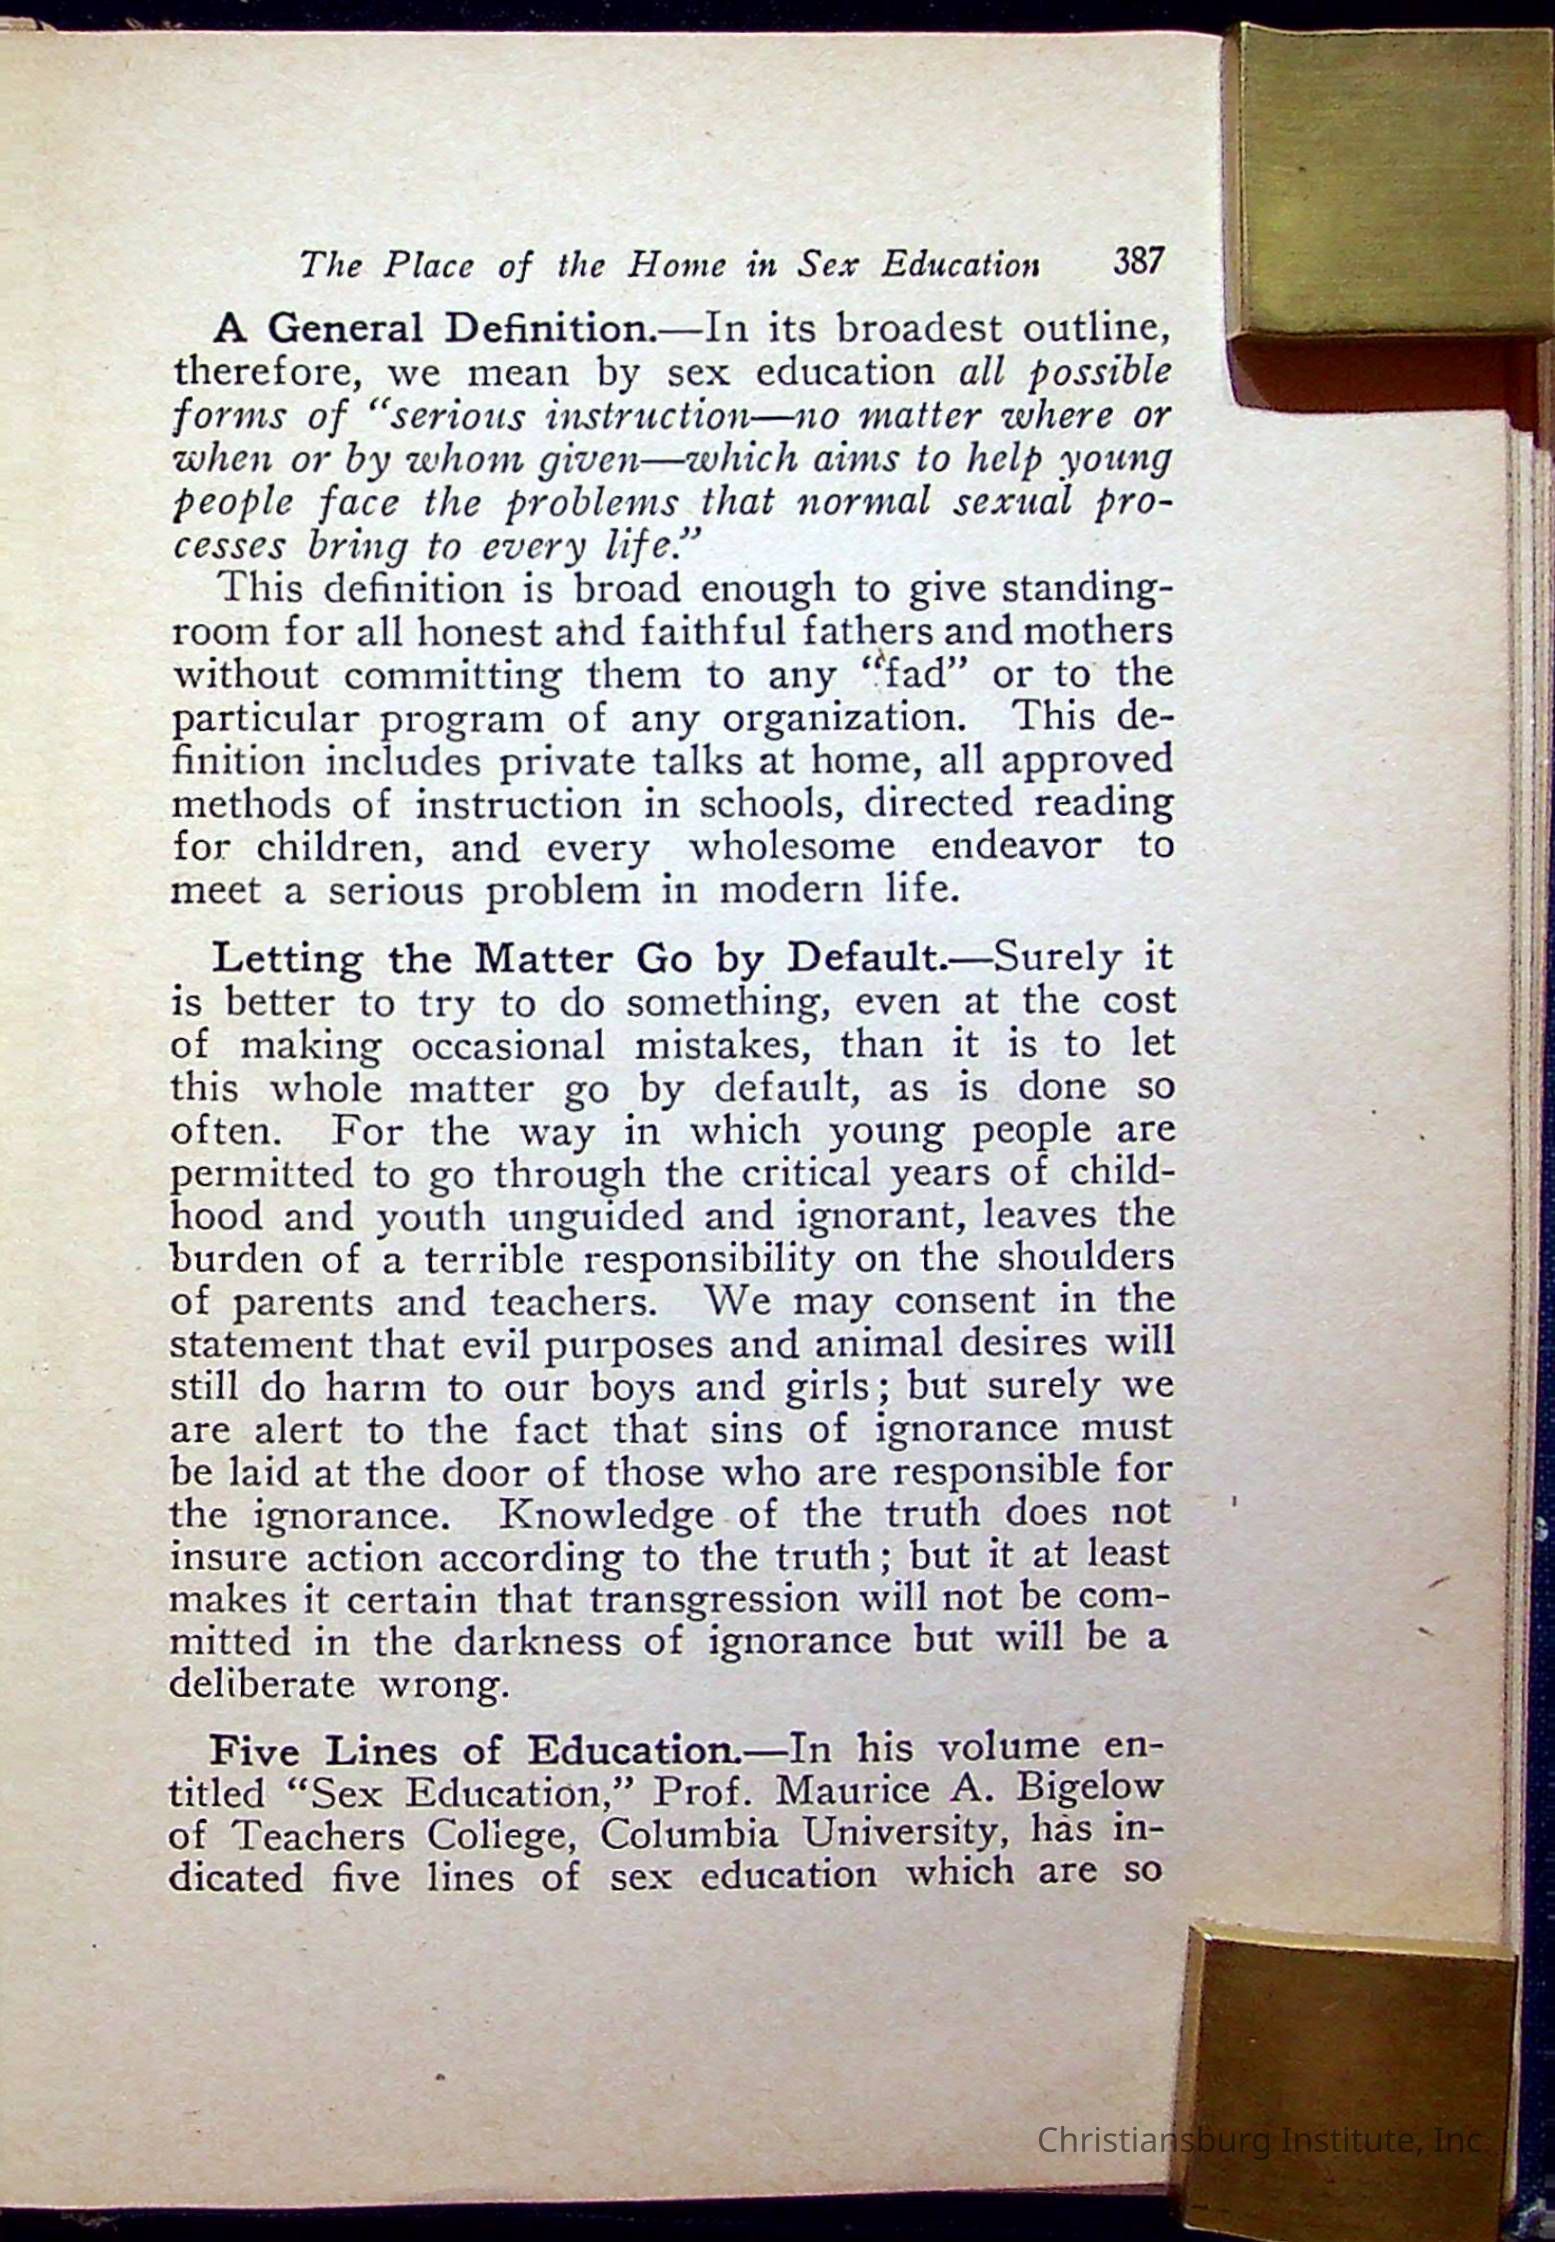 The Place of the Home in Sex Education 387
A General Definition.—In its broadest outline,
therefore, we mean by sex education all possible
forms of “serious instruction—no matter where or
when or by whom given—which aims to help young
people face the problems that normal sexual pro-
cesses bring to every life.”
This definition is broad enough to give standing-
room for all honest and faithful fathers and mothers
without committing them to any “fad” or to the
particular program of any organization. This de-
finition includes private talks at home, all approved
methods of instruction in schools, directed reading
for children, and every wholesome endeavor to
meet a serious problem in modern life.
Letting the Matter Go by Default.—Surely it
is better to try to do something, even at the cost
of making occasional mistakes, than it is to let
this whole matter go by default, as is done so
often. For the way in which young people are
permitted to go through the critical years of child-
hood and youth unguided and ignorant, leaves the
burden of a terrible responsibility on the shoulders
of parents and teachers. We may consent in the
statement that evil purposes and animal desires will
still do harm to our boys and girls; but surely we
are alert to the fact that sins of ignorance must
be laid at the door of those who are responsible for
the ignorance. Knowledge of the truth does not
insure action according to the truth; but it at least
makes it certain that transgression will not be com-
mitted in the darkness of ignorance but will be a
deliberate wrong.
Five Lines of Education.—In his volume en-
titled “Sex Education,” Prof. Maurice A. Bigelow
of Teachers College, Columbia University, has in-
dicated five lines of sex education which are so
Christiansburg Institute, Inc